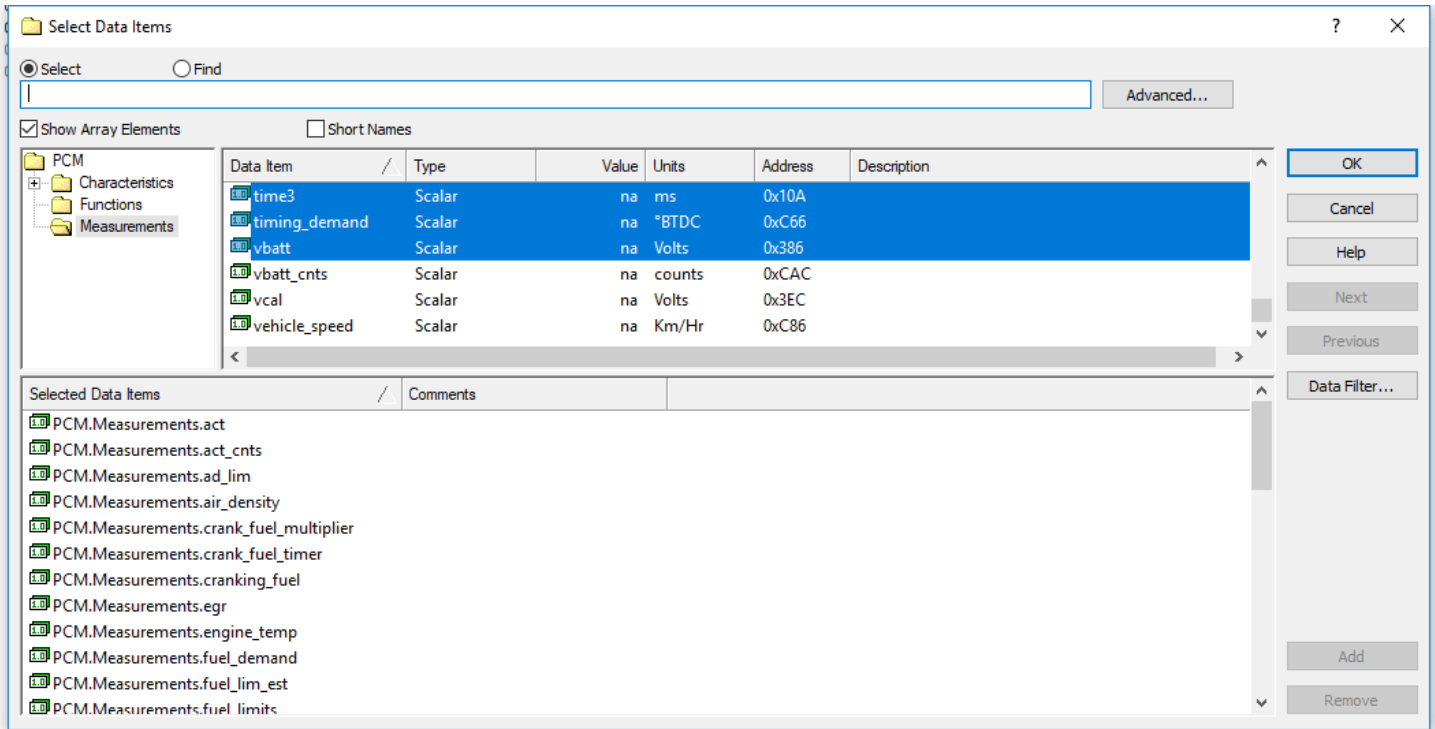 Select Data Items ? X
Select Find
Advanced...
Show Array Elements Short Names
PCM
Characteristics
Functions
Measurements
Data Item Type Value Units Address Description
time3 Scalar na ms 0x10A
timing_demand Scalar na °BTDC 0xC66
vbatt Scalar na Volts 0x386
vbatt_cnts Scalar na counts 0xCAC
vcal Scalar na Volts 0x3EC
vehicle_speed Scalar na Km/Hr 0xC86
OK
Cancel
Help
Next
Previous
Data Filter...
Selected Data Items Comments
PCM.Measurements.act
PCM.Measurements.act_cnts
PCM.Measurements.ad_lim
PCM.Measurements.air_density
PCM.Measurements.crank_fuel_multiplier
PCM.Measurements.crank_fuel_timer
PCM.Measurements.cranking_fuel
PCM.Measurements.egr
PCM.Measurements.engine_temp
PCM.Measurements.fuel_demand
PCM.Measurements.fuel_lim_est
PCM.Measurements.fuel_limits
Add
Remove